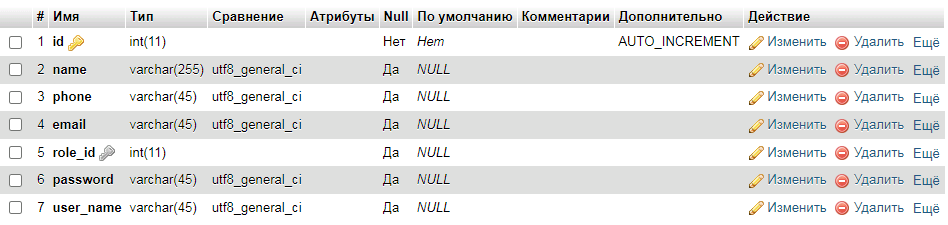 # Имя Тип Сравнение Атрибуты Null По умолчанию Комментарии Дополнительно Действие
1 id int(11) Нет Нет AUTO_INCREMENT Изменить Удалить Ещё
2 name varchar(255) utf8_general_ci Да NULL Изменить Удалить Ещё
3 phone varchar(45) utf8_general_ci Да NULL Изменить Удалить Ещё
4 email varchar(45) utf8_general_ci Да NULL Изменить Удалить Ещё
5 role_id int(11) Да NULL Изменить Удалить Ещё
6 password varchar(45) utf8_general_ci Да NULL Изменить Удалить Ещё
7 user_name varchar(45) utf8_general_ci Да NULL Изменить Удалить Ещё